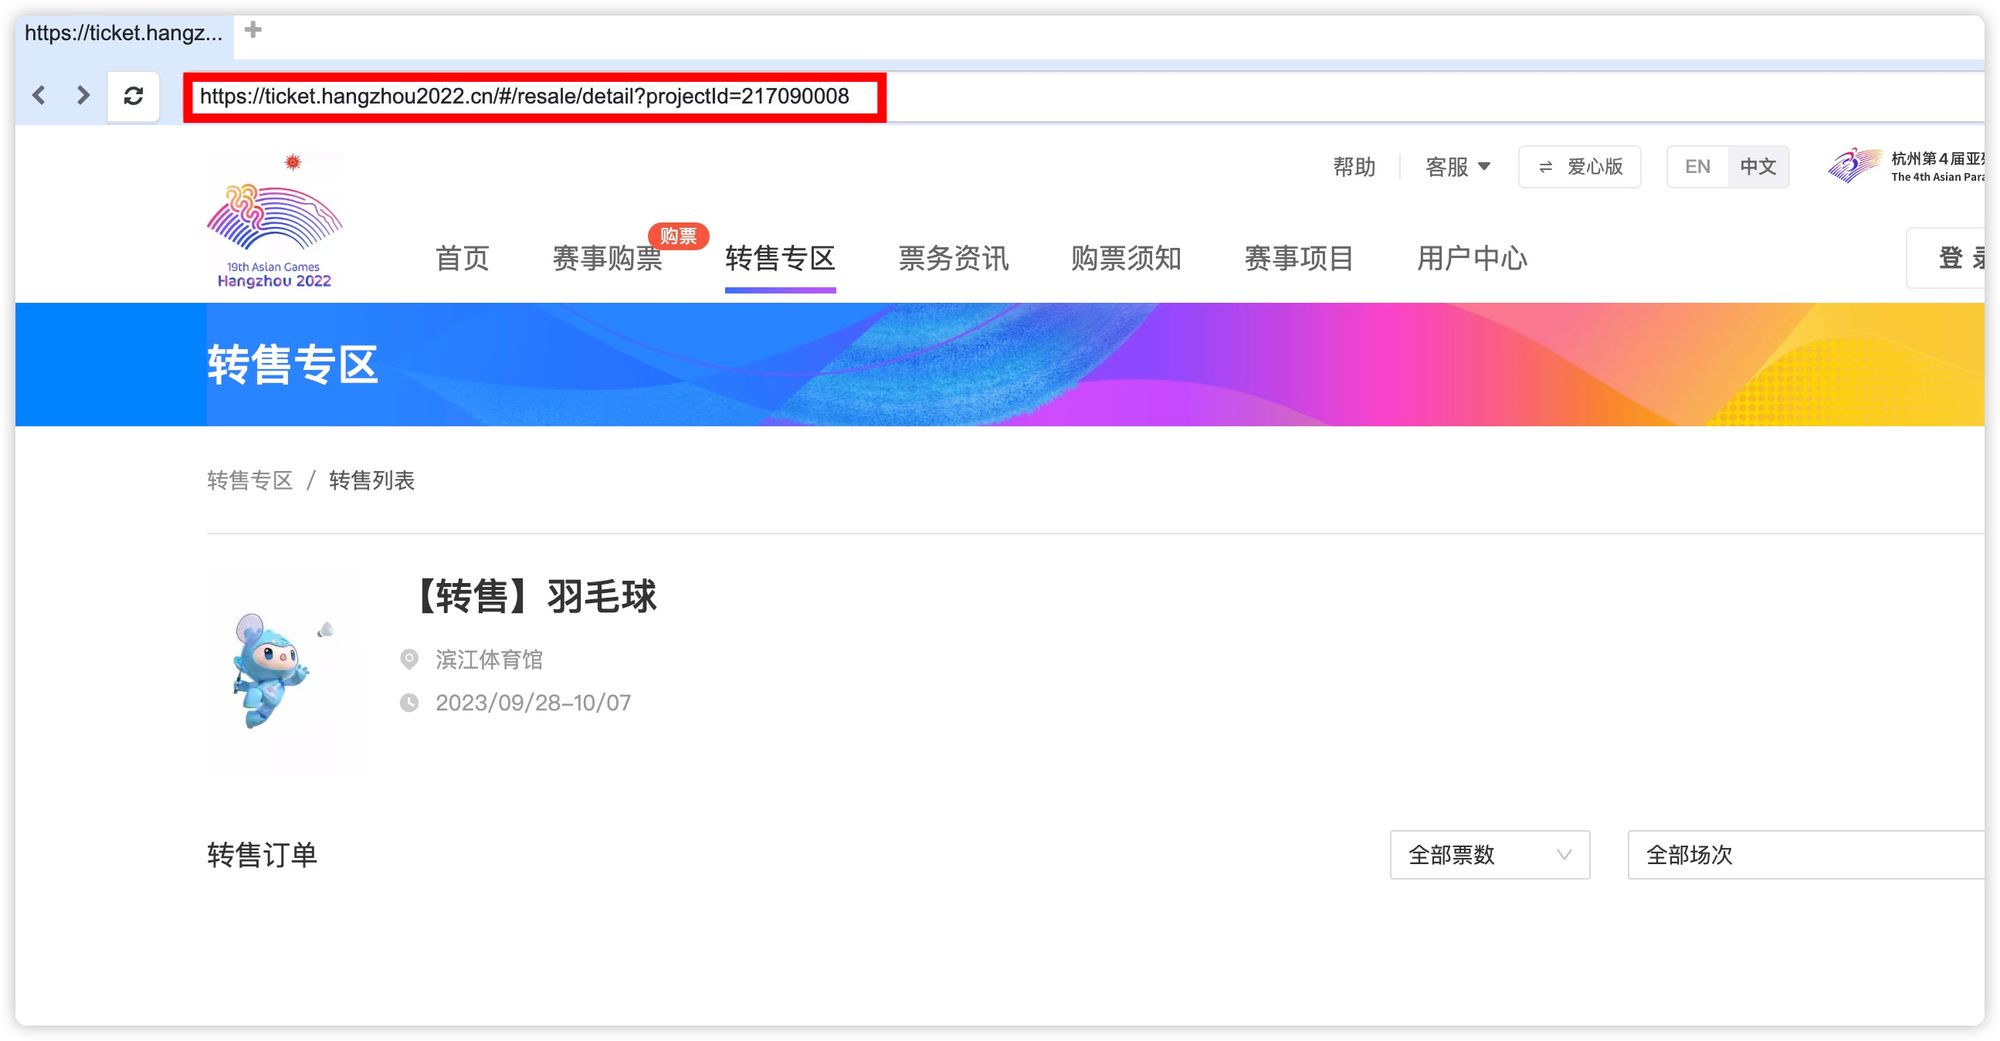 https://ticket.hangz...
https://ticket.hangzhou2022.cn/#/resale/detail?projectId=217090008
帮助
客服
爱心版
EN
中文
杭州第4届亚
The 4th Asian Para
19th Asian Games
Hangzhou 2022
首页
赛事购票
购票
转售专区
票务资讯
购票须知
赛事项目
用户中心
登
转售专区
转售专区 / 转售列表
【转售】羽毛球
滨江体育馆
2023/09/28-10/07
转售订单
全部票数
全部场次